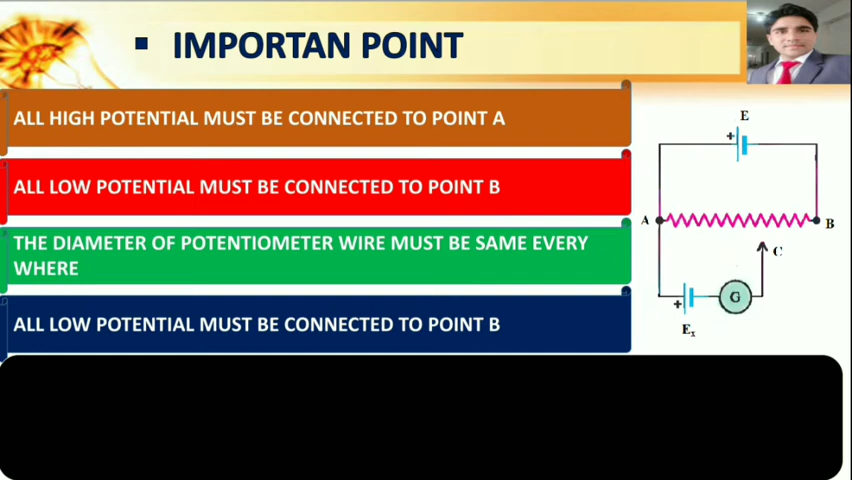 IMPORTAN POINT
ALL HIGH POTENTIAL MUST BE CONNECTED TO POINT A
ALL LOW POTENTIAL MUST BE CONNECTED TO POINT B
THE DIAMETER OF POTENTIOMETER WIRE MUST BE SAME EVERY
WHERE
ALL LOW POTENTIAL MUST BE CONNECTED TO POINT B
E
+
A
B
C
+
G
Ex